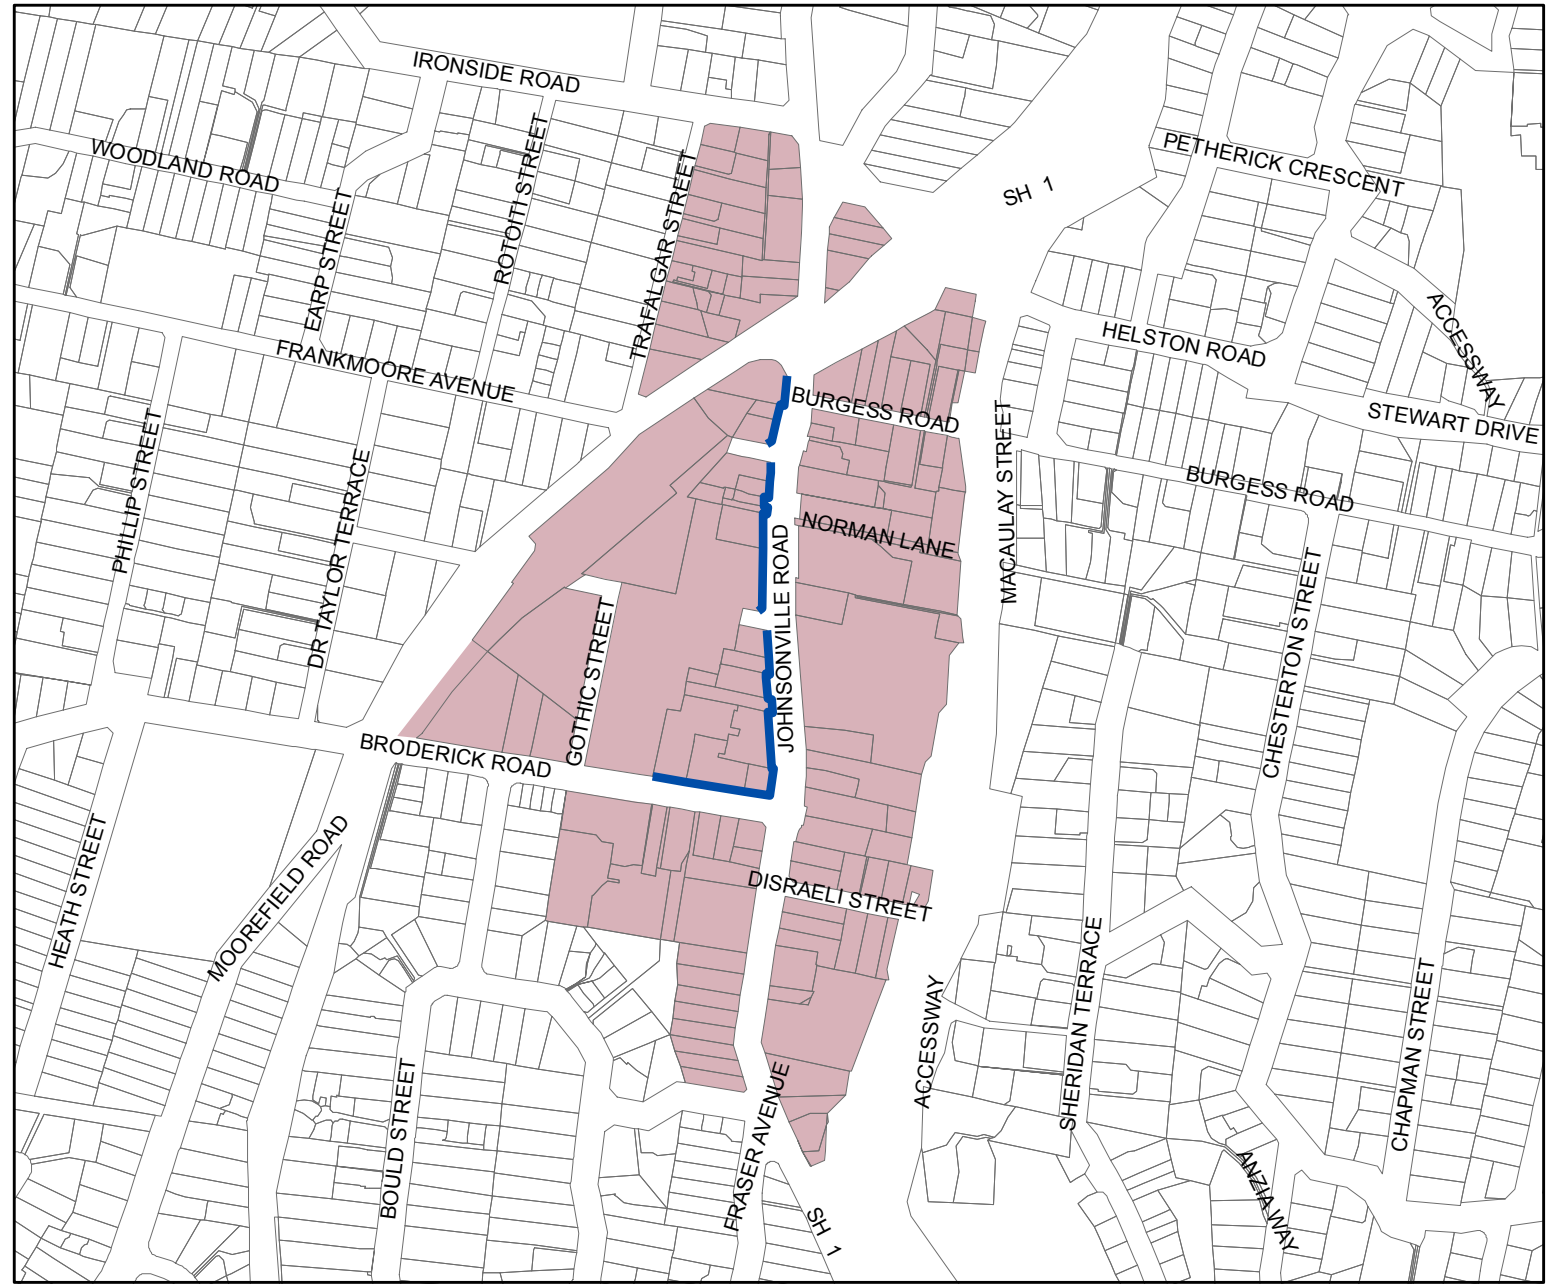 IRONSIDE ROAD
WOODLAND ROAD
PETHERICK CRESCENT
SH 1
ROTOITI STREET
TRAFALGAR STREET
EARP STREET
ACCESSWAY
HELSTON ROAD
FRANKMOORE AVENUE
BURGESS ROAD
STEWART DRIVE
PHILLIP STREET
DR TAYLOR TERRACE
MACAULAY STREET
BURGESS ROAD
NORMAN LANE
JOHNSONVILLE ROAD
GOTHIC STREET
CHESTERTON STREET
BRODERICK ROAD
HEATH STREET
MOOREFIELD ROAD
DISRAELI STREET
ACCESSWAY
SHERIDAN TERRACE
CHAPMAN STREET
BOULD STREET
FRASER AVENUE
ANZIA WAY
SH 1